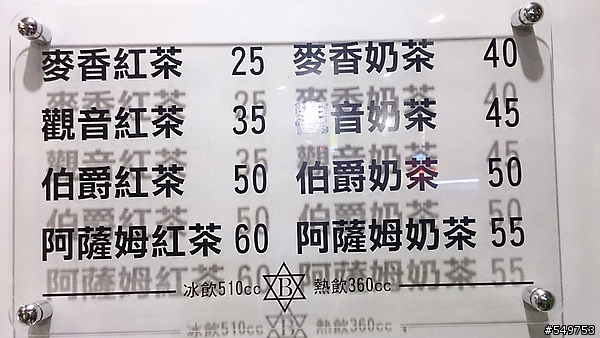 麥香紅茶 25 麥香奶茶 40
觀音紅茶 35 觀音奶茶 45
伯爵紅茶 50 伯爵奶茶 50
阿薩姆紅茶 60 阿薩姆奶茶 55
冰飲510cc B 熱飲360cc
#549753